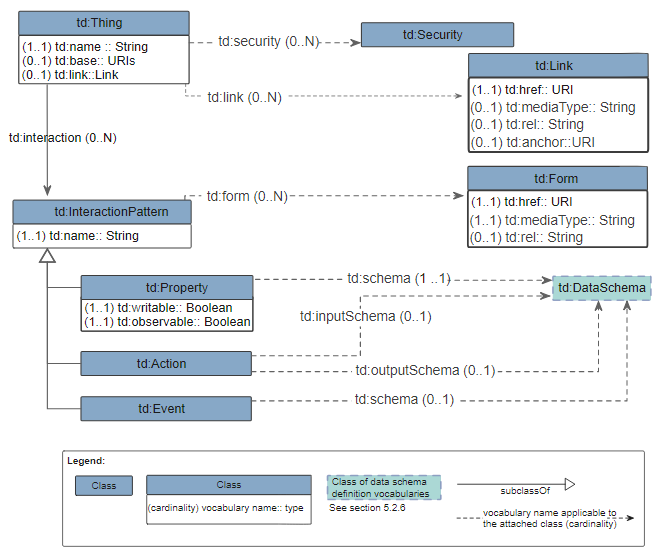 td:Thing
(1..1) td:name :: String
(0..1) td:base:: URIs
(0..1) td:link::Link
td:security (0..N)
td:Security
td:link (0..N)
td:Link
(1..1) td:href:: URI
(0..1) td:mediaType:: String
(0..1) td:rel:: String
(0..1) td:anchor::URI
td:interaction (0..N)
td:form (0..N)
td:Form
(1..1) td:href:: URI
(1..1) td:mediaType:: String
(0..1) td:rel:: String
td:InteractionPattern
(1..1) td:name:: String
td:Property
(1..1) td:writable:: Boolean
(1..1) td:observable:: Boolean
td:schema (1 ..1)
td:DataSchema
td:inputSchema (0..1)
td:Action
td:outputSchema (0..1)
td:Event
td:schema (0..1)
Legend:
Class
Class
(cardinality) vocabulary name:: type
Class of data schema
definition vocabularies
See section 5.2.6
subclassOf
vocabulary name applicable to
the attached class (cardinality)